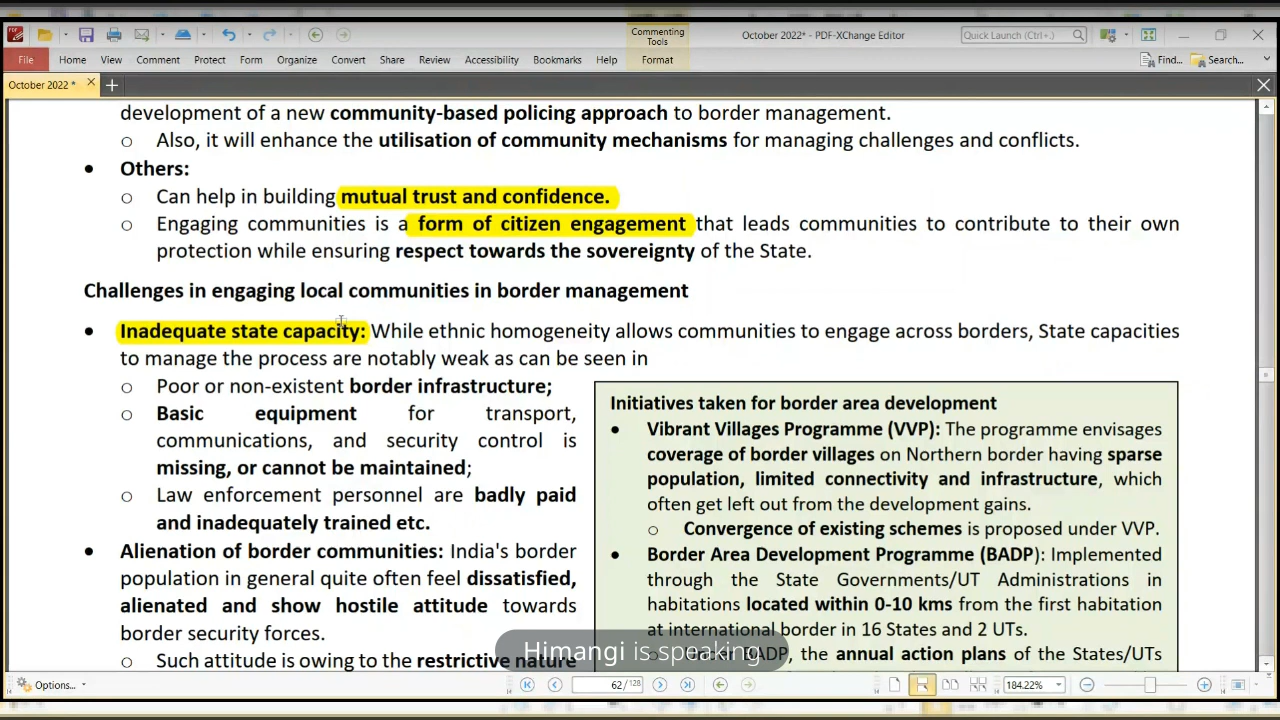 Commenting Tools
October 2022* - PDF-XChange Editor
Quick Launch (Ctrl+.)
File Home View Comment Protect Form Organize Convert Share Review Accessibility Bookmarks Help Format
Find... Search...
October 2022 *
development of a new community-based policing approach to border management.
o Also, it will enhance the utilisation of community mechanisms for managing challenges and conflicts.
• Others:
o Can help in building mutual trust and confidence.
o Engaging communities is a form of citizen engagement that leads communities to contribute to their own
protection while ensuring respect towards the sovereignty of the State.
Challenges in engaging local communities in border management
• Inadequate state capacity: While ethnic homogeneity allows communities to engage across borders, State capacities
to manage the process are notably weak as can be seen in
o Poor or non-existent border infrastructure;
o Basic equipment for transport,
communications, and security control is
missing, or cannot be maintained;
o Law enforcement personnel are badly paid
and inadequately trained etc.
• Alienation of border communities: India's border
population in general quite often feel dissatisfied,
alienated and show hostile attitude towards
border security forces.
o Such attitude is owing to the restrictive nature
Initiatives taken for border area development
• Vibrant Villages Programme (VVP): The programme envisages
coverage of border villages on Northern border having sparse
population, limited connectivity and infrastructure, which
often get left out from the development gains.
o Convergence of existing schemes is proposed under VVP.
• Border Area Development Programme (BADP): Implemented
through the State Governments/UT Administrations in
habitations located within 0-10 kms from the first habitation
at international border in 16 States and 2 UTs.
BADP, the annual action plans of the States/UTs
Himangi is speaking
Options...
62/128
184.22%